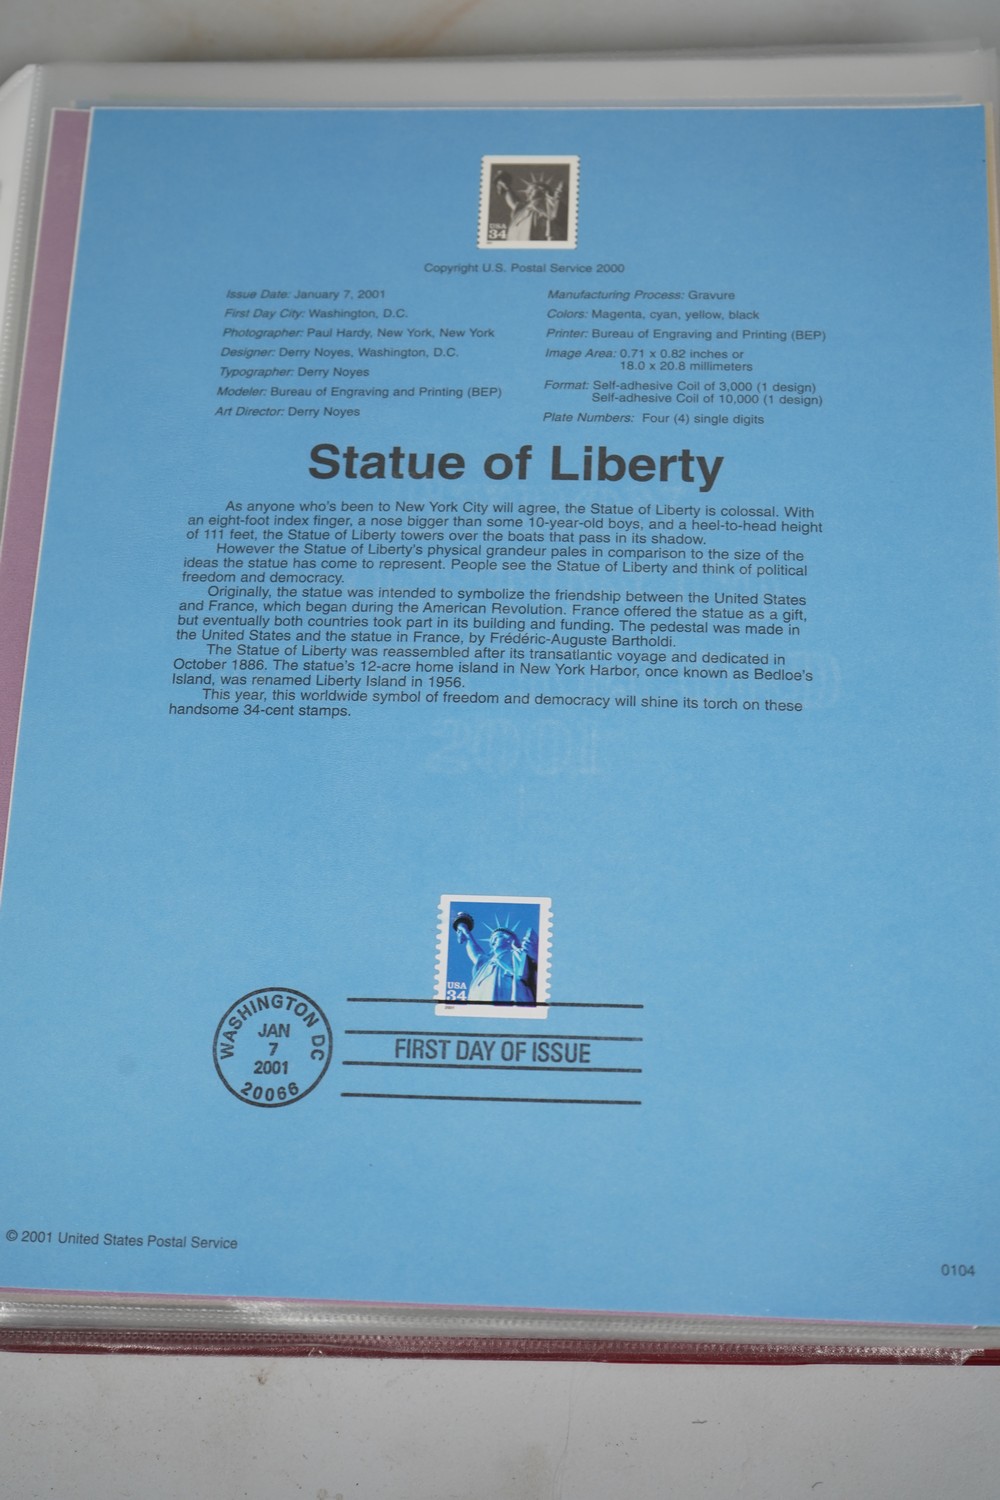 USA
34
Copyright U.S. Postal Service 2000
Issue Date: January 7, 2001
First Day City: Washington, D.C.
Photographer: Paul Hardy, New York, New York
Designer: Derry Noyes, Washington, D.C.
Typographer: Derry Noyes
Modeler: Bureau of Engraving and Printing (BEP)
Art Director: Derry Noyes
Manufacturing Process: Gravure
Colors: Magenta, cyan, yellow, black
Printer: Bureau of Engraving and Printing (BEP)
Image Area: 0.71 x 0.82 inches or
18.0 x 20.8 millimeters
Format: Self-adhesive Coil of 3,000 (1 design)
Self-adhesive Coil of 10,000 (1 design)
Plate Numbers: Four (4) single digits
Statue of Liberty
As anyone who's been to New York City will agree, the Statue of Liberty is colossal. With
an eight-foot index finger, a nose bigger than some 10-year-old boys, and a heel-to-head height
of 111 feet, the Statue of Liberty towers over the boats that pass in its shadow.
However the Statue of Liberty's physical grandeur pales in comparison to the size of the
ideas the statue has come to represent. People see the Statue of Liberty and think of political
freedom and democracy.
Originally, the statue was intended to symbolize the friendship between the United States
and France, which began during the American Revolution. France offered the statue as a gift,
but eventually both countries took part in its building and funding. The pedestal was made in
the United States and the statue in France, by Frédéric-Auguste Bartholdi.
The Statue of Liberty was reassembled after its transatlantic voyage and dedicated in
October 1886. The statue's 12-acre home island in New York Harbor, once known as Bedloe's
Island, was renamed Liberty Island in 1956.
This year, this worldwide symbol of freedom and democracy will shine its torch on these
handsome 34-cent stamps.
USA
34
2001
WASHINGTON DC
JAN
7
2001
20066
FIRST DAY OF ISSUE
© 2001 United States Postal Service
0104